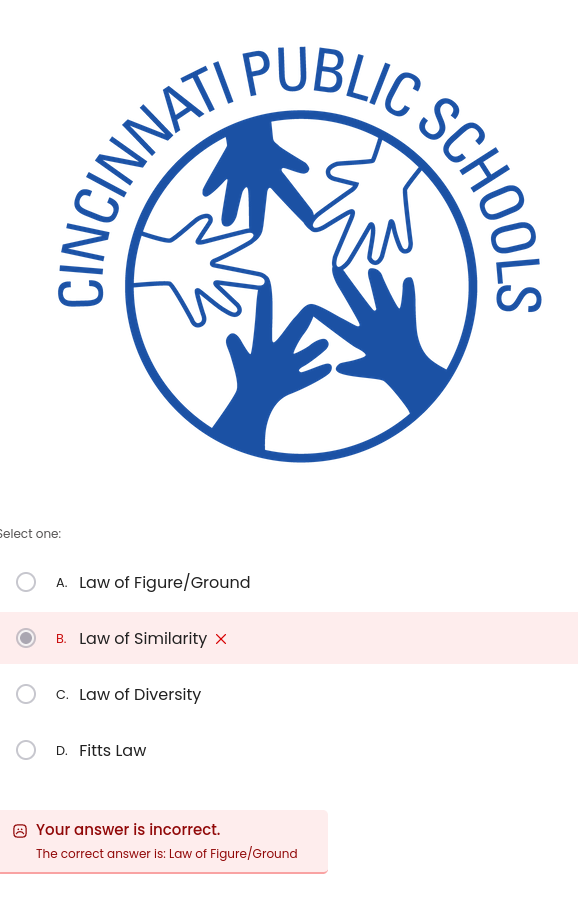 CINCINNATI PUBLIC SCHOOLS
Select one:
A. Law of Figure/Ground
B. Law of Similarity
C. Law of Diversity
D. Fitts Law
Your answer is incorrect.
The correct answer is: Law of Figure/Ground